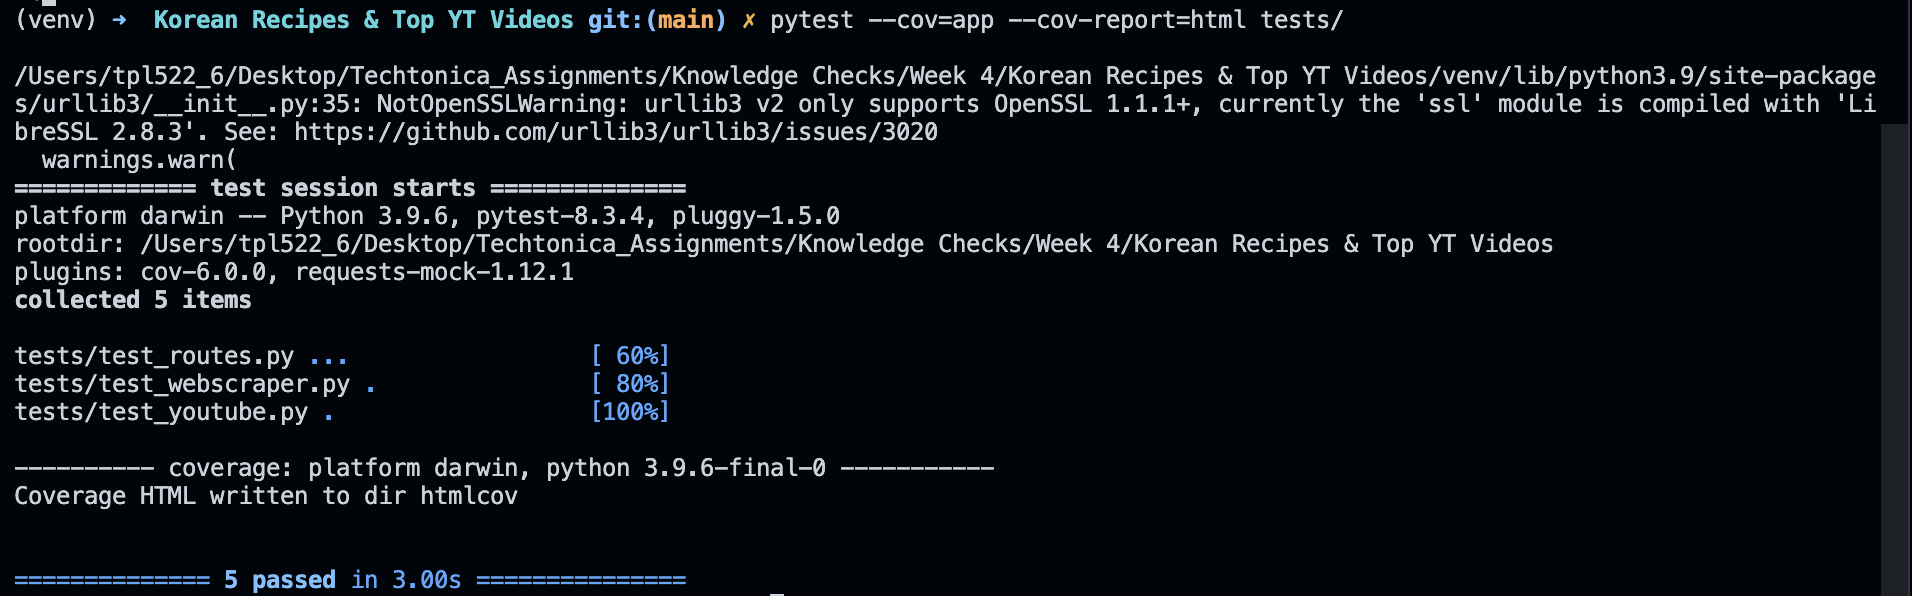 (venv) ➜  Korean Recipes & Top YT Videos git:(main) ✗ pytest --cov=app --cov-report=html tests/
/Users/tpl522_6/Desktop/Techtonica_Assignments/Knowledge Checks/Week 4/Korean Recipes & Top YT Videos/venv/lib/python3.9/site-package
s/urllib3/__init__.py:35: NotOpenSSLWarning: urllib3 v2 only supports OpenSSL 1.1.1+, currently the 'ssl' module is compiled with 'Li
breSSL 2.8.3'. See: https://github.com/urllib3/urllib3/issues/3020
  warnings.warn(
============= test session starts ==============
platform darwin -- Python 3.9.6, pytest-8.3.4, pluggy-1.5.0
rootdir: /Users/tpl522_6/Desktop/Techtonica_Assignments/Knowledge Checks/Week 4/Korean Recipes & Top YT Videos
plugins: cov-6.0.0, requests-mock-1.12.1
collected 5 items
tests/test_routes.py ...                 [ 60%]
tests/test_webscraper.py .               [ 80%]
tests/test_youtube.py .                  [100%]
---------- coverage: platform darwin, python 3.9.6-final-0 -----------
Coverage HTML written to dir htmlcov
============== 5 passed in 3.00s ===============